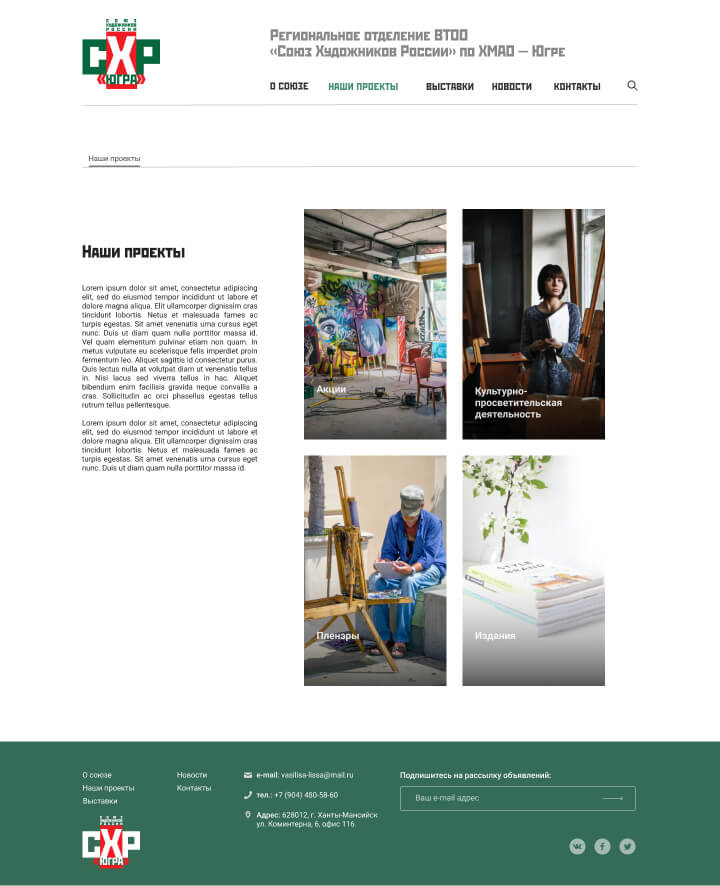 СОЮЗ
ХУДОЖНИКОВ
РОССИИ
СХР
«ЮГРА»
Региональное отделение ВТОО
«Союз Художников России» по ХМАО – Югре
О СОЮЗЕ НАШИ ПРОЕКТЫ ВЫСТАВКИ НОВОСТИ КОНТАКТЫ
Наши проекты
Наши проекты
Lorem ipsum dolor sit amet, consectetur adipiscing
elit, sed do eiusmod tempor incididunt ut labore et
dolore magna aliqua. Elit ullamcorper dignissim cras
tincidunt lobortis. Netus et malesuada fames ac
turpis egestas. Sit amet venenatis urna cursus eget
nunc. Duis ut diam quam nulla porttitor massa id.
Vel quam elementum pulvinar etiam non quam. In
metus vulputate eu scelerisque felis imperdiet proin
fermentum leo. Aliquet sagittis id consectetur purus.
Quis lectus nulla at volutpat diam ut venenatis tellus
in. Nisi lacus sed viverra tellus in hac. Aliquet
bibendum enim facilisis gravida neque convallis a
cras. Sollicitudin ac orci phasellus egestas tellus
rutrum tellus pellentesque.
Lorem ipsum dolor sit amet, consectetur adipiscing
elit, sed do eiusmod tempor incididunt ut labore et
dolore magna aliqua. Elit ullamcorper dignissim cras
tincidunt lobortis. Netus et malesuada fames ac
turpis egestas. Sit amet venenatis urna cursus eget
nunc. Duis ut diam quam nulla porttitor massa id.
Акции
Культурно-
просветительская
деятельность
Пленэры
STYLE
BRAND
Издания
О союзе
Наши проекты
Выставки
Новости
Контакты
СОЮЗ
ХУДОЖНИКОВ
РОССИИ
СХР
«ЮГРА»
e-mail: vasilisa-lissa@mail.ru
тел.: +7 (904) 480-58-60
Адрес: 628012, г. Ханты-Мансийск
ул. Коминтерна, 6, офис 116.
Подпишитесь на рассылку объявлений:
Ваш e-mail адрес